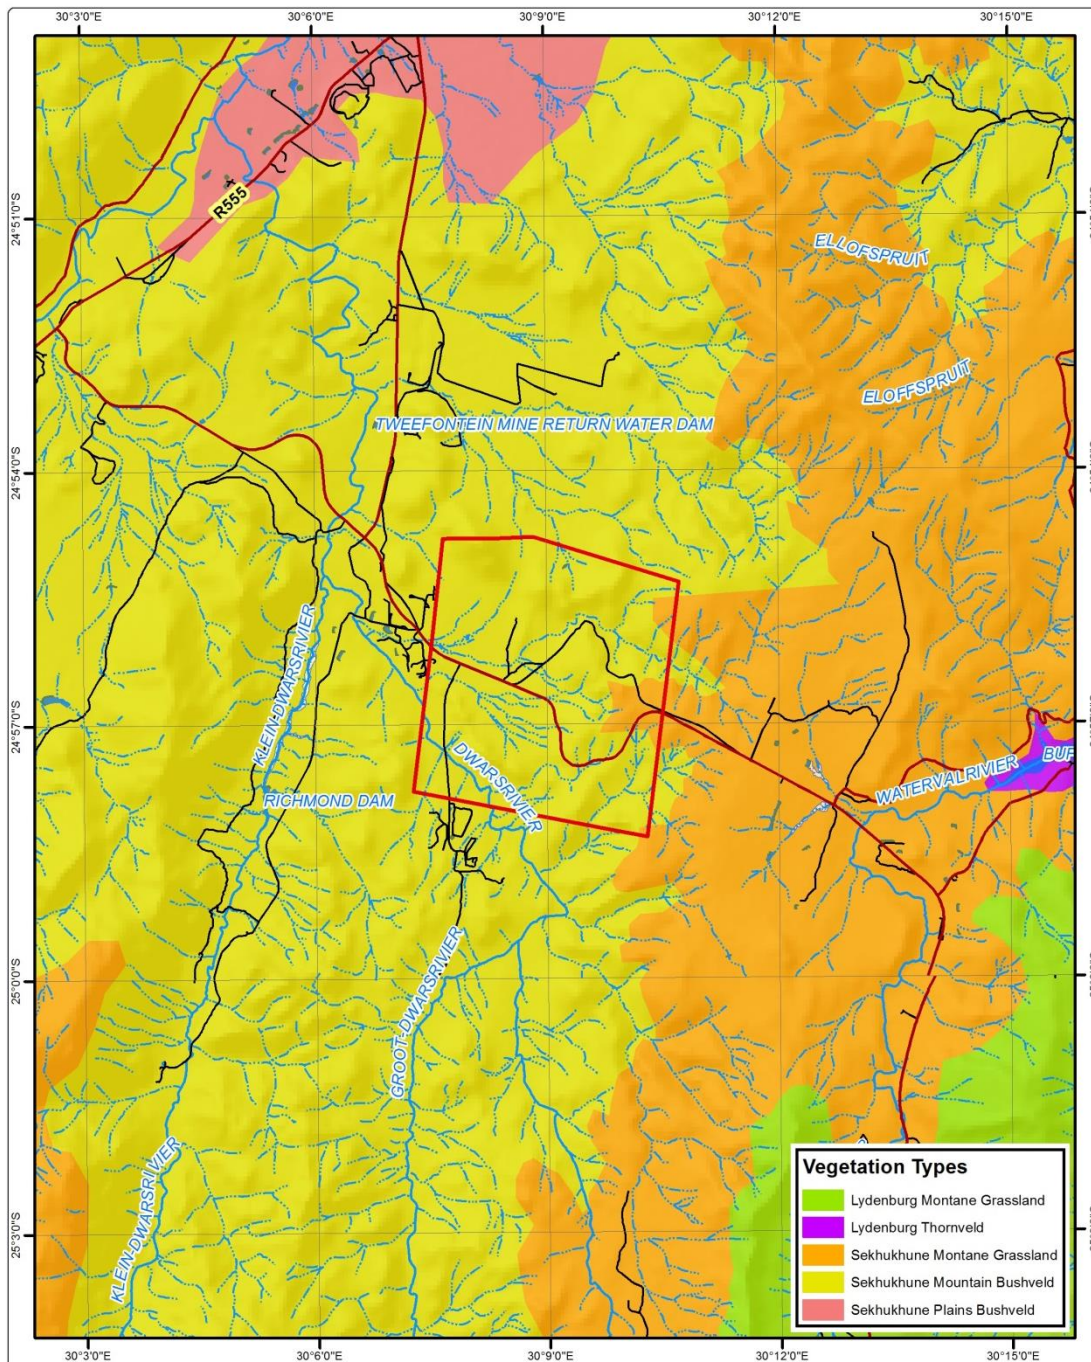 30°3'0"E 30°6'0"E 30°9'0"E 30°12'0"E 30°15'0"E
24°51'0"S
R555
ELLOFSPRUIT
ELOFFSPRUIT
TWEEFONTEIN MINE RETURN WATER DAM
24°54'0"S
KLEIN-DWARSRIVIER
24°57'0"S
DWARSRIVIER
WATERVALRIVIER
BUF
RICHMOND DAM
GROOT-DWARSRIVIER
25°0'0"S
KLEIN-DWARSRIVIER
25°3'0"S
Vegetation Types
Lydenburg Montane Grassland
Lydenburg Thornveld
Sekhukhune Montane Grassland
Sekhukhune Mountain Bushveld
Sekhukhune Plains Bushveld
30°3'0"E 30°6'0"E 30°9'0"E 30°12'0"E 30°15'0"E